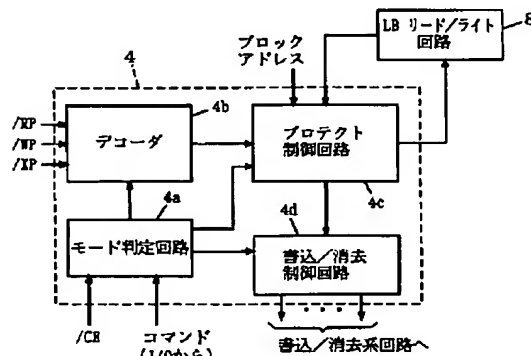 LB リード/ライト
回路
8
ブロック
アドレス
4
4b
/RP
/WP
/XP
デコーダ
プロテクト
制御回路
4a
4c
4d
モード判定回路
書込/消去
制御回路
/CE
コマンド
(I/Oから)
書込/消去系回路へ